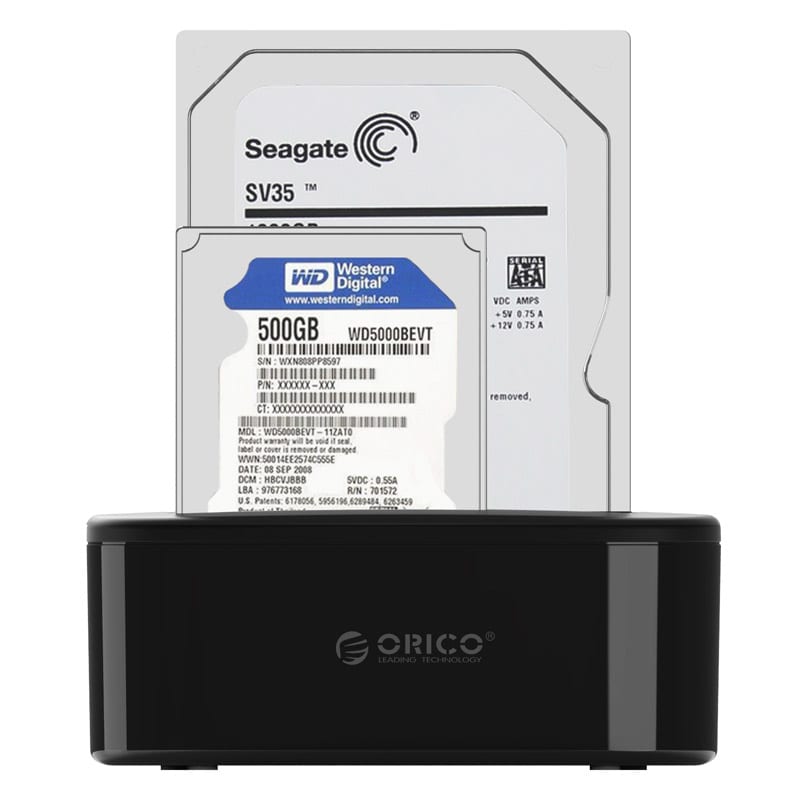 Seagate ®
SV35 ™
SERIAL
ATA
VDC AMPS
+5V 0.75 A
+12V 0.75 A
removed,
WD Western
Digital®
www.westerndigital.com
500GB WD5000BEVT
S/N : WXN808PP8597
P/N: XXXXXX-XXX
CT: XXXXXXXXXXXXXX
MDL : WD5000BEVT-11ZAT0
Product warranty will be void if seal,
label or cover is removed or damaged.
WWN:50014EE2574C555E
DATE: 08 SEP 2008
DCM : HBCVJBBB 5VDC : 0.55A
LBA : 976773168 R/N : 701572
U.S. Patents: 6178056, 5956196,6289484, 6263459
ORICO®
LEADING TECHNOLOGY